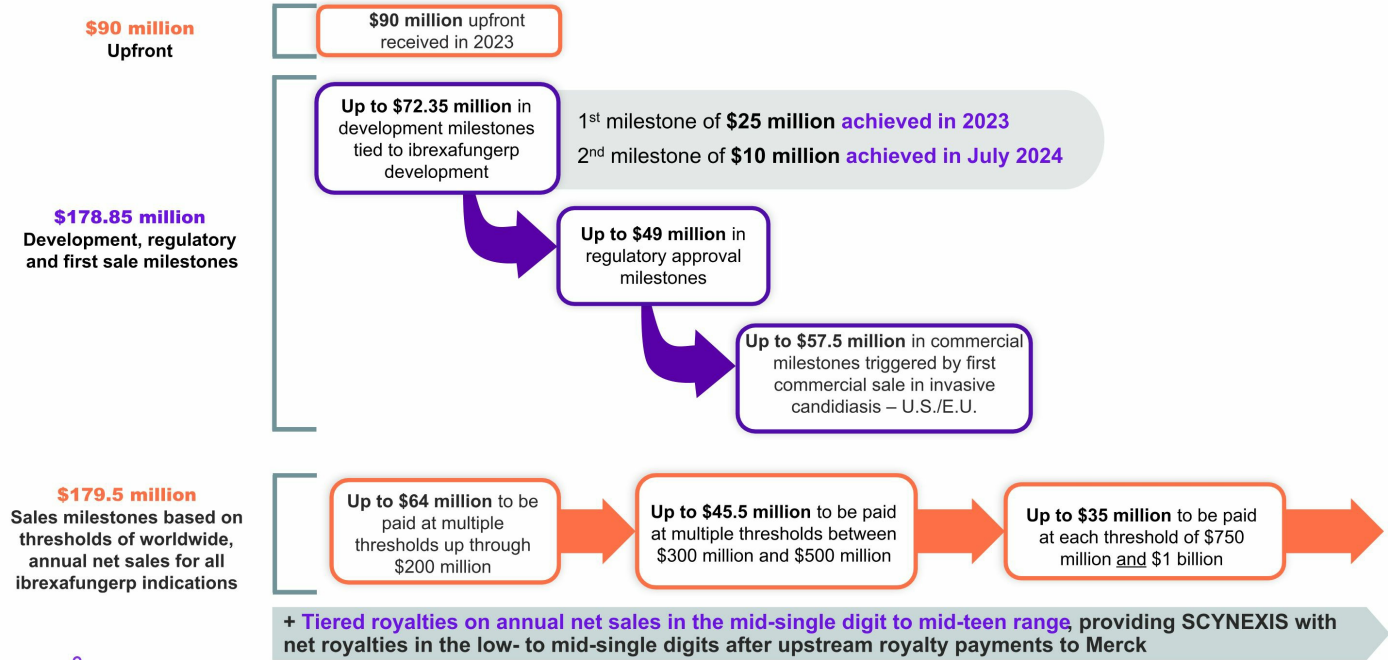 $90 million
Upfront
$90 million upfront
received in 2023
$178.85 million
Development, regulatory
and first sale milestones
Up to $72.35 million in
development milestones
tied to ibrexafungerp
development
1st milestone of $25 million achieved in 2023
2nd milestone of $10 million achieved in July 2024
Up to $49 million in
regulatory approval
milestones
Up to $57.5 million in commercial
milestones triggered by first
commercial sale in invasive
candidiasis – U.S./E.U.
$179.5 million
Sales milestones based on
thresholds of worldwide,
annual net sales for all
ibrexafungerp indications
Up to $64 million to be
paid at multiple
thresholds up through
$200 million
Up to $45.5 million to be paid
at multiple thresholds between
$300 million and $500 million
Up to $35 million to be paid
at each threshold of $750
million and $1 billion
+ Tiered royalties on annual net sales in the mid-single digit to mid-teen range, providing SCYNEXIS with
net royalties in the low- to mid-single digits after upstream royalty payments to Merck